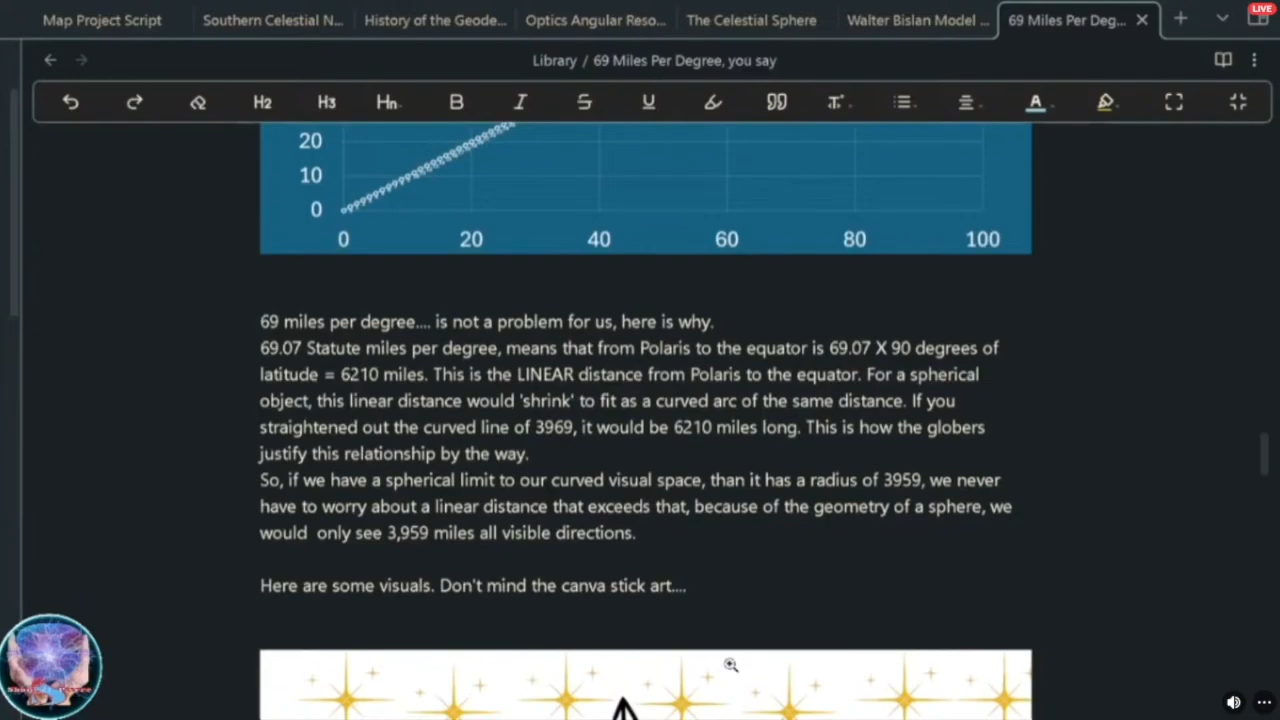 Map Project Script
Southern Celestial N...
History of the Geode...
Optics Angular Reso...
The Celestial Sphere
Walter Bislan Model ...
69 Miles Per Deg...
LIVE
Library / 69 Miles Per Degree, you say
H2 H3 Hn B I S U T A
20
10
0
0 20 40 60 80 100
69 miles per degree.... is not a problem for us, here is why.
69.07 Statute miles per degree, means that from Polaris to the equator is 69.07 X 90 degrees of
latitude = 6210 miles. This is the LINEAR distance from Polaris to the equator. For a spherical
object, this linear distance would 'shrink' to fit as a curved arc of the same distance. If you
straightened out the curved line of 3969, it would be 6210 miles long. This is how the globers
justify this relationship by the way.
So, if we have a spherical limit to our curved visual space, than it has a radius of 3959, we never
have to worry about a linear distance that exceeds that, because of the geometry of a sphere, we
would only see 3,959 miles all visible directions.
Here are some visuals. Don't mind the canva stick art....